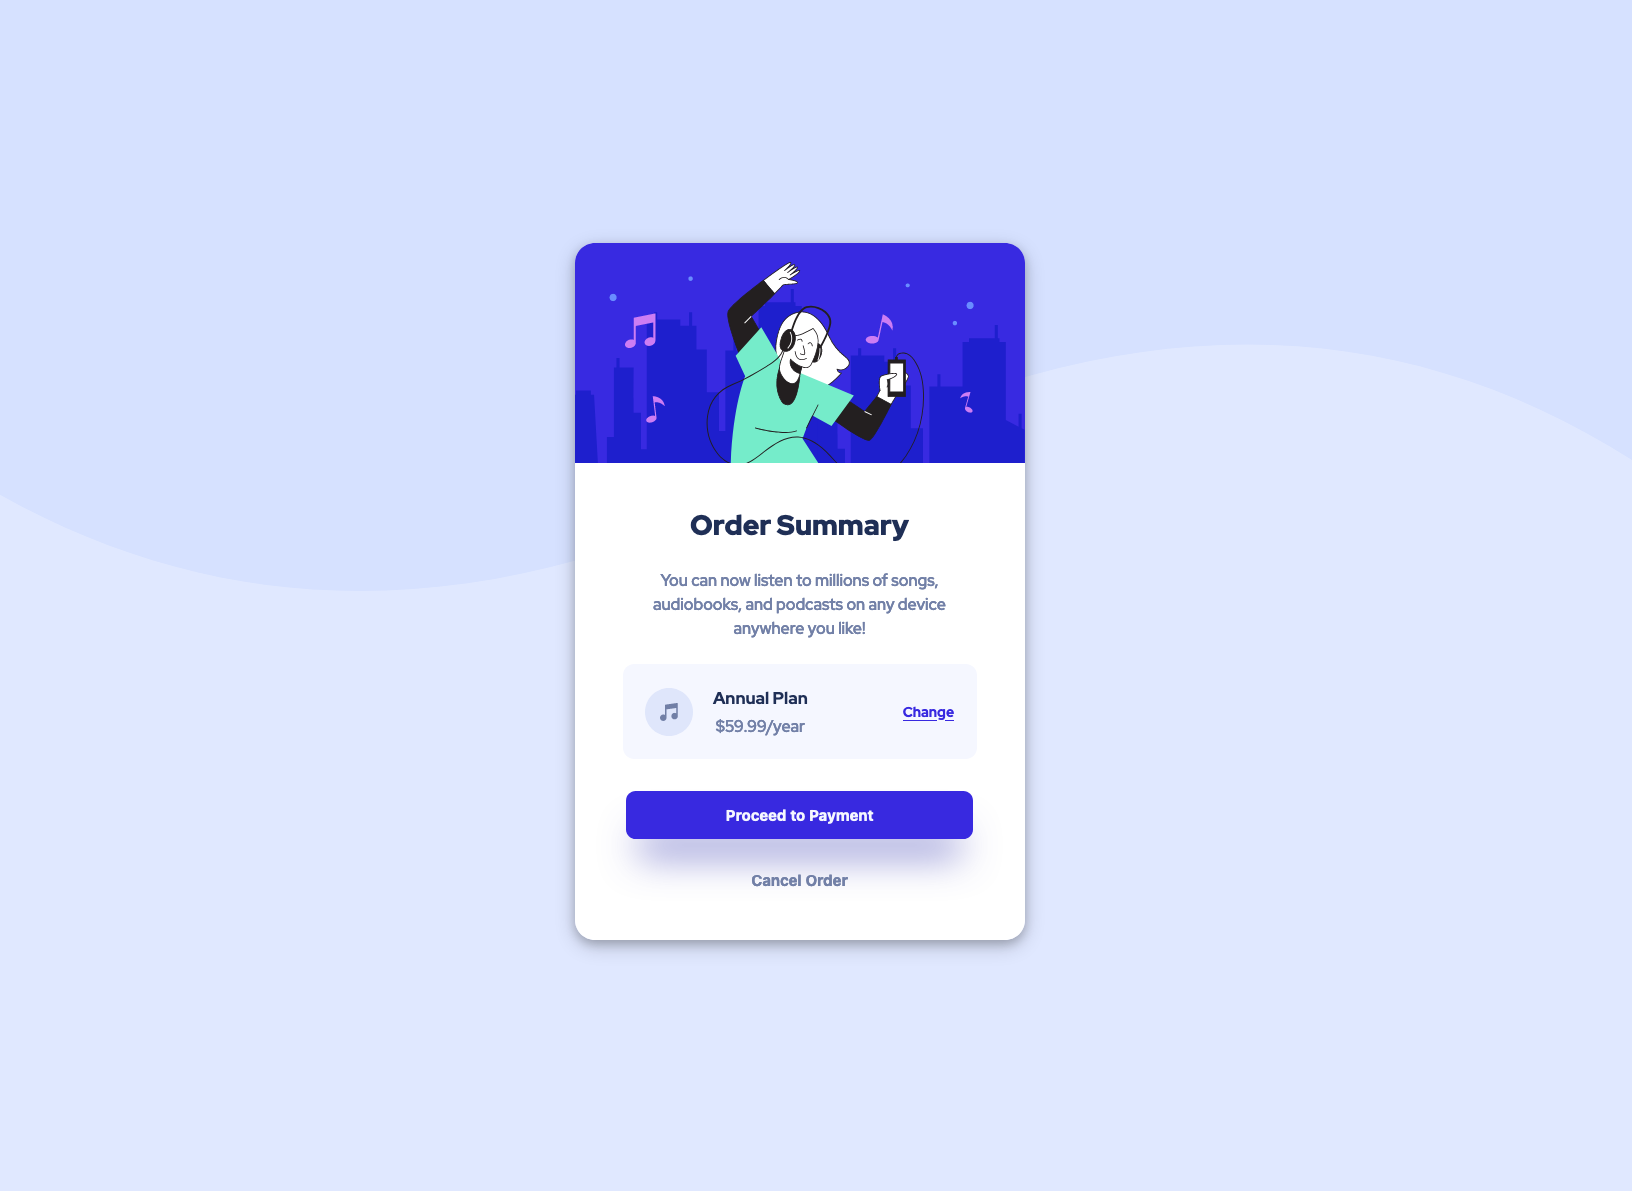 Order Summary
You can now listen to millions of songs,
audiobooks, and podcasts on any device
anywhere you like!
Annual Plan
$59.99/year
Change
Proceed to Payment
Cancel Order